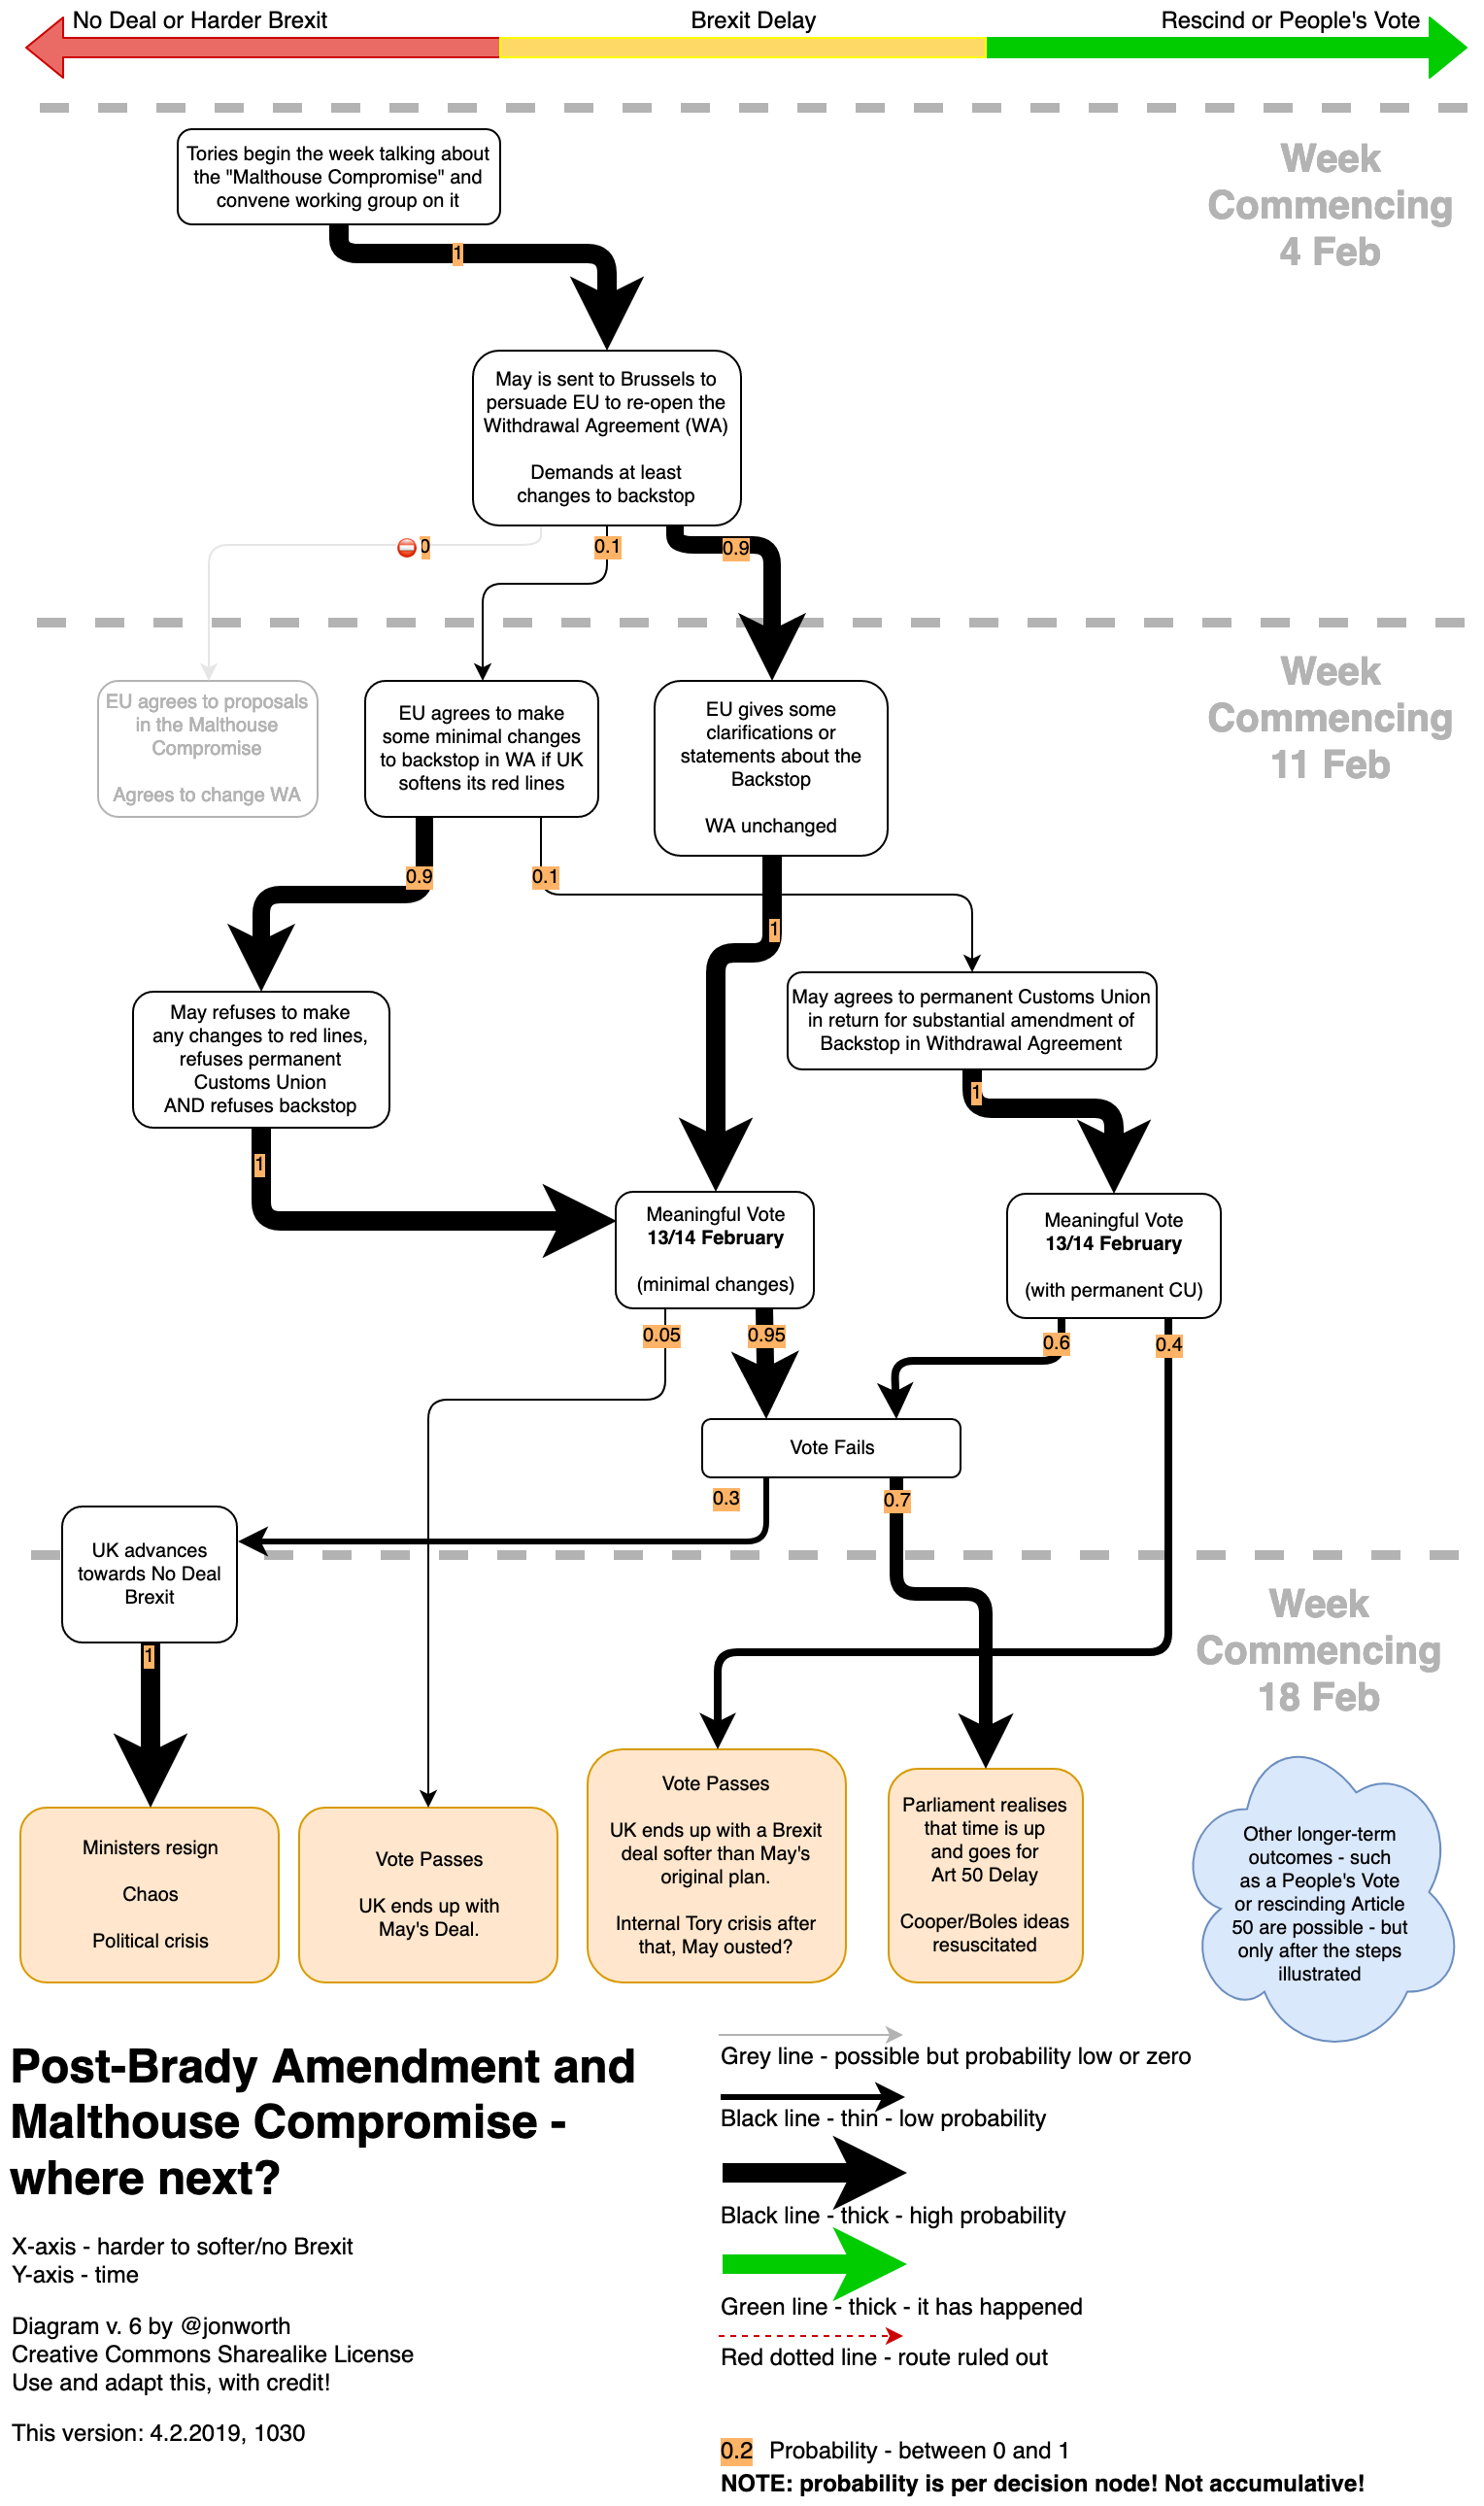 No Deal or Harder Brexit
Brexit Delay
Rescind or People's Vote
Week
Commencing
4 Feb
Tories begin the week talking about
the "Malthouse Compromise" and
convene working group on it
1
May is sent to Brussels to
persuade EU to re-open the
Withdrawal Agreement (WA)
Demands at least
changes to backstop
0
0.1
0.9
Week
Commencing
11 Feb
EU agrees to proposals
in the Malthouse
Compromise
Agrees to change WA
EU agrees to make
some minimal changes
to backstop in WA if UK
softens its red lines
EU gives some
clarifications or
statements about the
Backstop
WA unchanged
0.9
0.1
1
May refuses to make
any changes to red lines,
refuses permanent
Customs Union
AND refuses backstop
May agrees to permanent Customs Union
in return for substantial amendment of
Backstop in Withdrawal Agreement
1
1
Meaningful Vote
13/14 February
(minimal changes)
Meaningful Vote
13/14 February
(with permanent CU)
0.05
0.95
0.6
0.4
Vote Fails
0.3
0.7
UK advances
towards No Deal
Brexit
1
Week
Commencing
18 Feb
Ministers resign
Chaos
Political crisis
Vote Passes
UK ends up with
May's Deal.
Vote Passes
UK ends up with a Brexit
deal softer than May's
original plan.
Internal Tory crisis after
that, May ousted?
Parliament realises
that time is up
and goes for
Art 50 Delay
Cooper/Boles ideas
resuscitated
Other longer-term
outcomes - such
as a People's Vote
or rescinding Article
50 are possible - but
only after the steps
illustrated
Post-Brady Amendment and
Malthouse Compromise -
where next?
X-axis - harder to softer/no Brexit
Y-axis - time
Diagram v. 6 by @jonworth
Creative Commons Sharealike License
Use and adapt this, with credit!
This version: 4.2.2019, 1030
Grey line - possible but probability low or zero
Black line - thin - low probability
Black line - thick - high probability
Green line - thick - it has happened
Red dotted line - route ruled out
0.2 Probability - between 0 and 1
NOTE: probability is per decision node! Not accumulative!